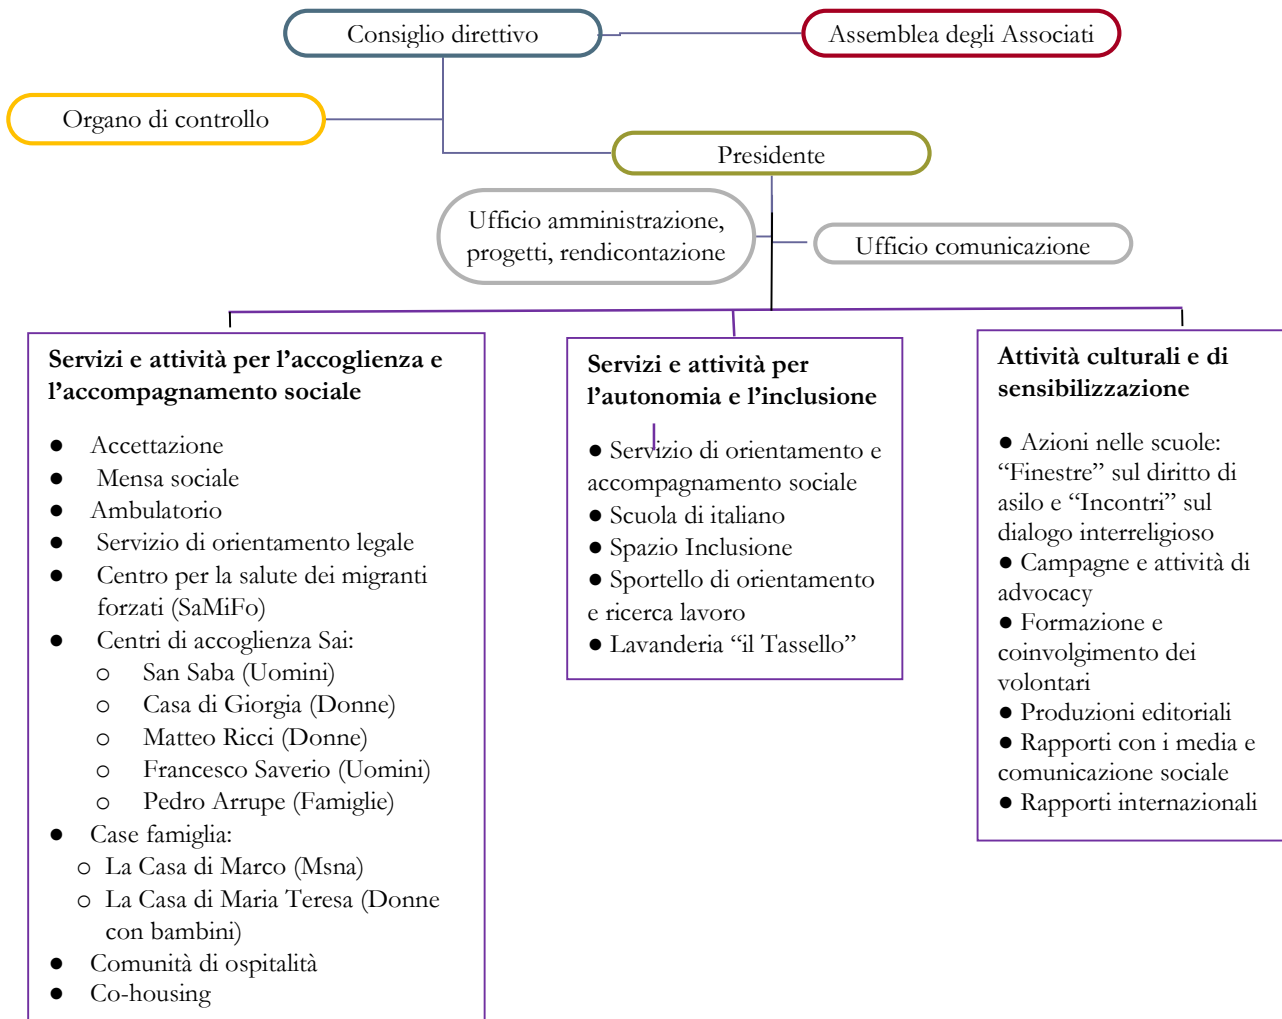 Consiglio direttivo
Assemblea degli Associati
Organo di controllo
Presidente
Ufficio amministrazione,
progetti, rendicontazione
Ufficio comunicazione
Servizi e attività per l’accoglienza e
l’accompagnamento sociale
● Accettazione
● Mensa sociale
● Ambulatorio
● Servizio di orientamento legale
● Centro per la salute dei migranti
forzati (SaMiFo)
● Centri di accoglienza Sai:
o San Saba (Uomini)
o Casa di Giorgia (Donne)
o Matteo Ricci (Donne)
o Francesco Saverio (Uomini)
o Pedro Arrupe (Famiglie)
● Case famiglia:
o La Casa di Marco (Msna)
o La Casa di Maria Teresa (Donne
con bambini)
● Comunità di ospitalità
● Co-housing
Servizi e attività per
l’autonomia e l’inclusione
● Servizio di orientamento e
accompagnamento sociale
● Scuola di italiano
● Spazio Inclusione
● Sportello di orientamento
e ricerca lavoro
● Lavanderia “il Tassello”
Attività culturali e di
sensibilizzazione
● Azioni nelle scuole:
“Finestre” sul diritto di
asilo e “Incontri” sul
dialogo interreligioso
● Campagne e attività di
advocacy
● Formazione e
coinvolgimento dei
volontari
● Produzioni editoriali
● Rapporti con i media e
comunicazione sociale
● Rapporti internazionali